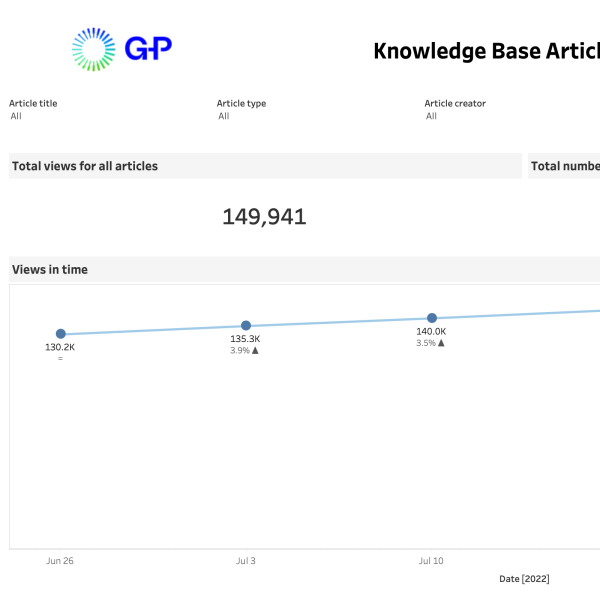 G-P
Knowledge Base Articl
Article title
Article type
Article creator
All
All
All
Total views for all articles
Total numbe
149,941
Views in time
130.2K
=
135.3K
3.9% ▲
140.0K
3.5% ▲
Jun 26
Jul 3
Jul 10
Date [2022]